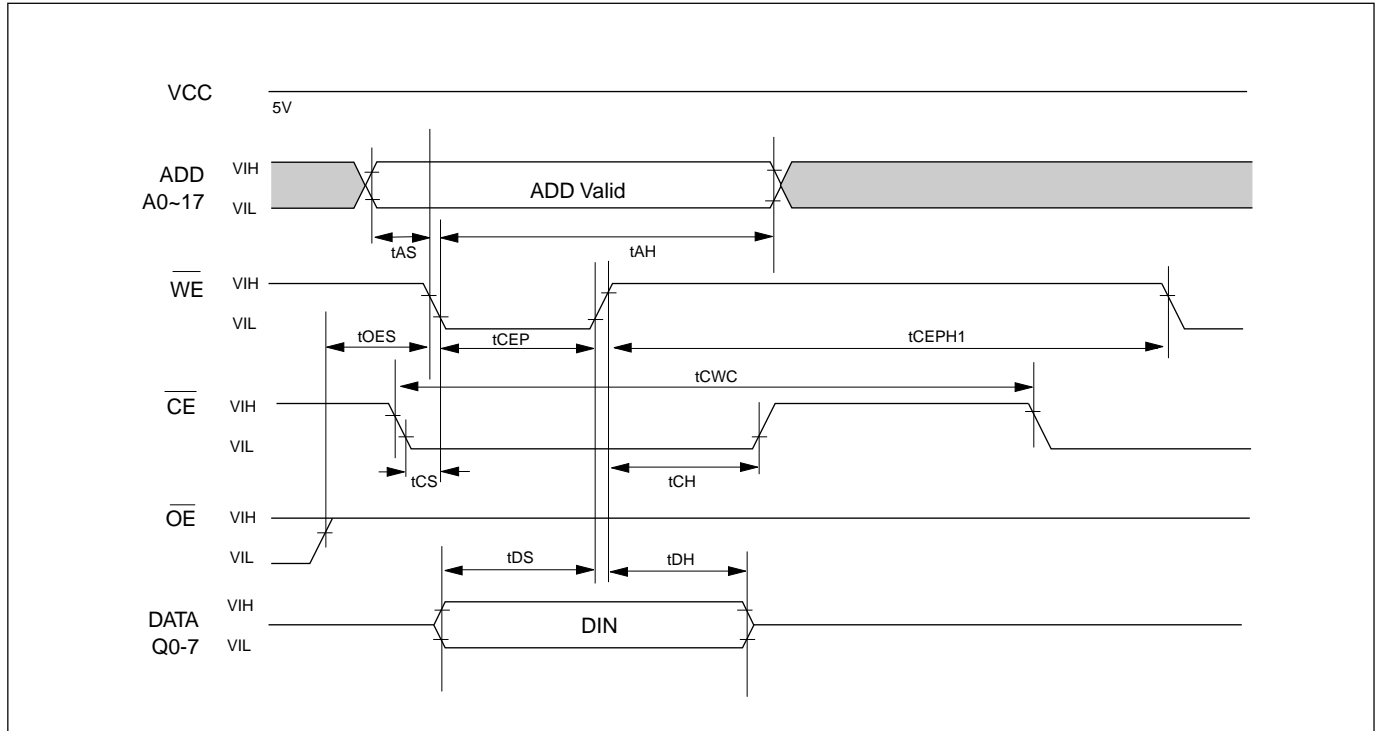 VCC
5V
ADD
A0~17
VIH
VIL
ADD Valid
tAS
tAH
WE
VIH
VIL
tOES
tCEP
tCEPH1
tCWC
CE
VIH
VIL
tCS
tCH
OE
VIH
VIL
tDS
tDH
DATA
Q0-7
VIH
VIL
DIN